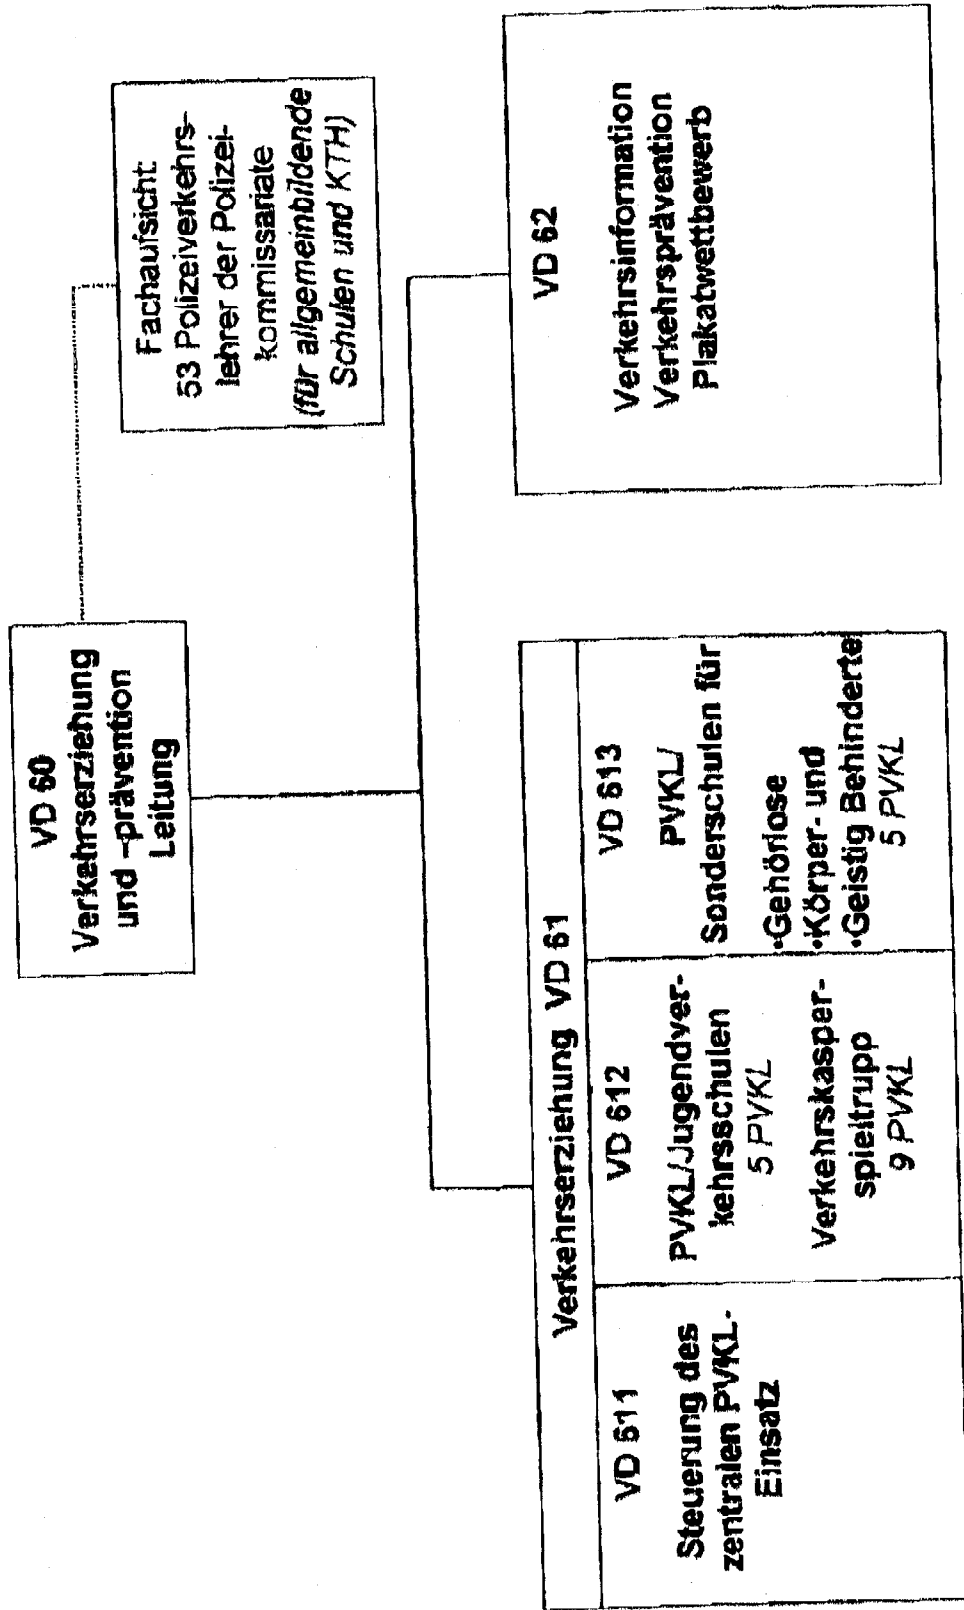 VD 60
Verkehrserziehung
und –prävention
Leitung
Fachaufsicht:
53 Polizeiverkehrs-
lehrer der Polizei-
kommissariate
(für allgemeinbildende
Schulen und KTH)
Verkehrserziehung VD 61
VD 611
Steuerung des
zentralen PVKL-
Einsatz
VD 612
PVKL/Jugendver-
kehrsschulen
5 PVKL
Verkehrskasper-
spieltrupp
9 PVKL
VD 613
PVKL/
Sonderschulen für
•Gehörlose
•Körper- und
•Geistig Behinderte
5 PVKL
VD 62
Verkehrsinformation
Verkehrsprävention
Plakatwettbewerb